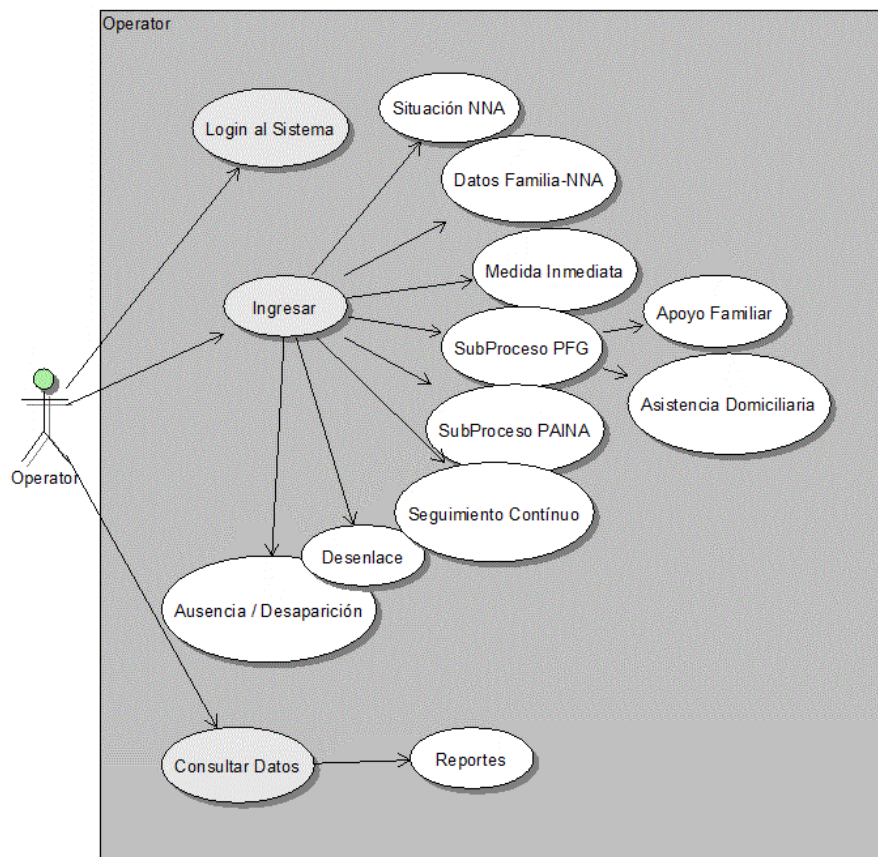 Operator
Situación NNA
Login al Sistema
Datos Familia-NNA
Medida Inmediata
Ingresar
Apoyo Familiar
SubProceso PFG
Asistencia Domiciliaria
SubProceso PAINA
Operator
Seguimiento Contínuo
Desenlace
Ausencia / Desaparición
Reportes
Consultar Datos